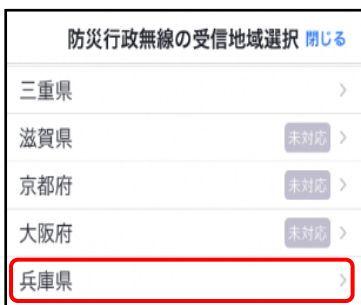 防災行政無線の受信地域選択 閉じる
三重県
滋賀県 未対応
京都府 未対応
大阪府 未対応
兵庫県